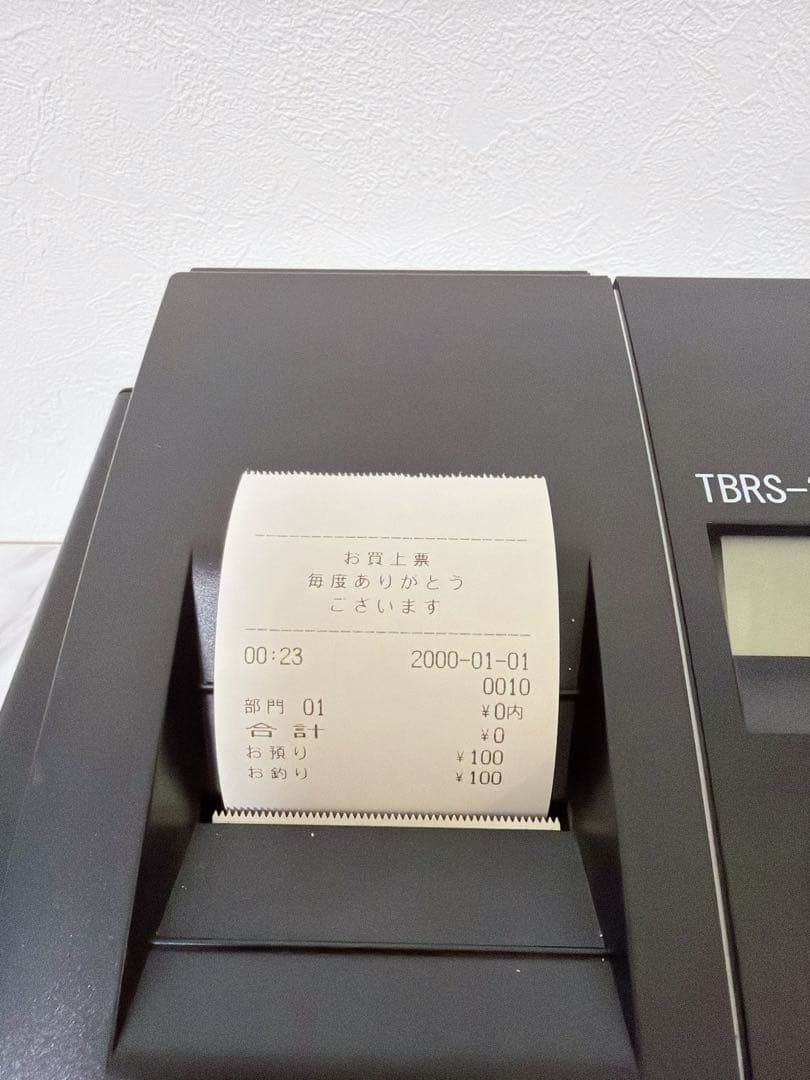 TBRS-
お買上票
毎度ありがとう
ございます
00:23 2000-01-01
0010
部門 01 ¥0内
合計 ¥0
お預り ¥100
お釣り ¥100